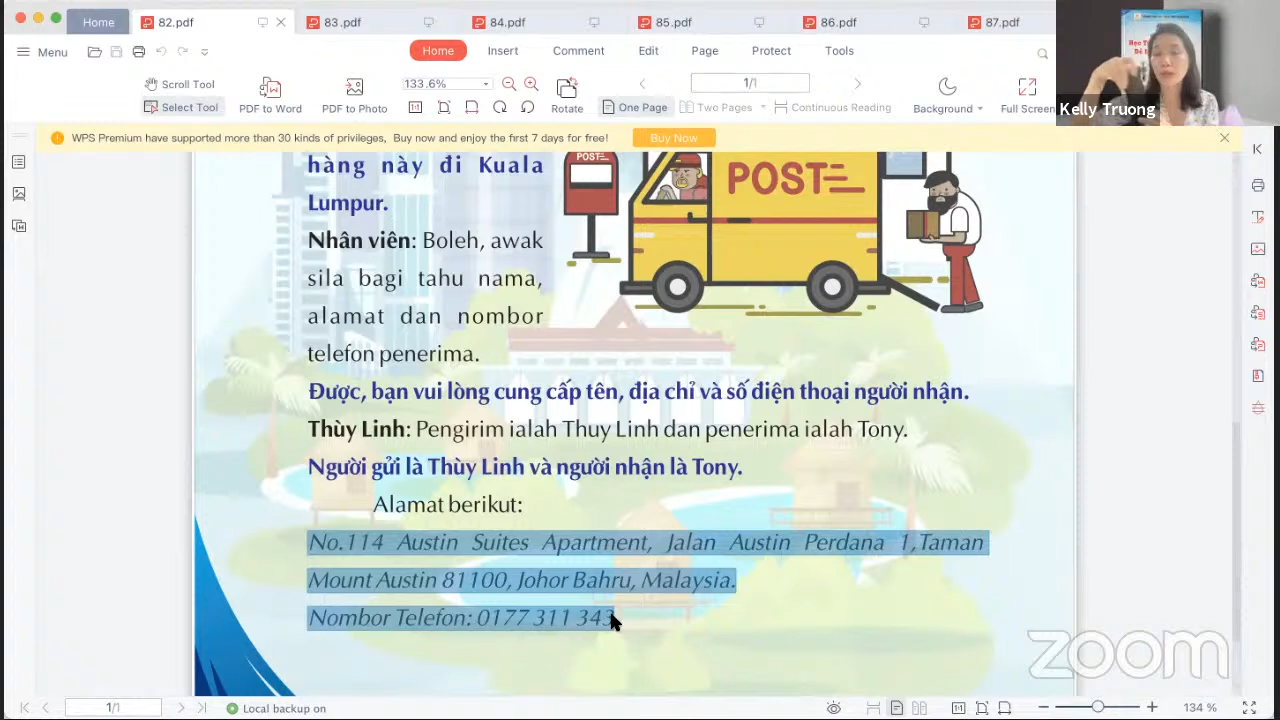 Home
82.pdf
83.pdf
84.pdf
85.pdf
86.pdf
87.pdf
Menu
Home
Insert
Comment
Edit
Page
Protect
Tools
Scroll Tool
Select Tool
PDF to Word
PDF to Photo
133.6%
Rotate
1/1
One Page
Two Pages
Continuous Reading
Background
Full Screen
Kelly Truong
WPS Premium have supported more than 30 kinds of privileges, Buy now and enjoy the first 7 days for free!
Buy Now
POST
POST
hàng này đi Kuala
Lumpur.
Nhân viên: Boleh, awak
sila bagi tahu nama,
alamat dan nombor
telefon penerima.
Được, bạn vui lòng cung cấp tên, địa chỉ và số điện thoại người nhận.
Thùy Linh: Pengirim ialah Thuy Linh dan penerima ialah Tony.
Người gửi là Thùy Linh và người nhận là Tony.
Alamat berikut:
No.114 Austin Suites Apartment, Jalan Austin Perdana 1,Taman
Mount Austin 81100, Johor Bahru, Malaysia.
Nombor Telefon: 0177 311 343
zoom
1/1
Local backup on
134 %